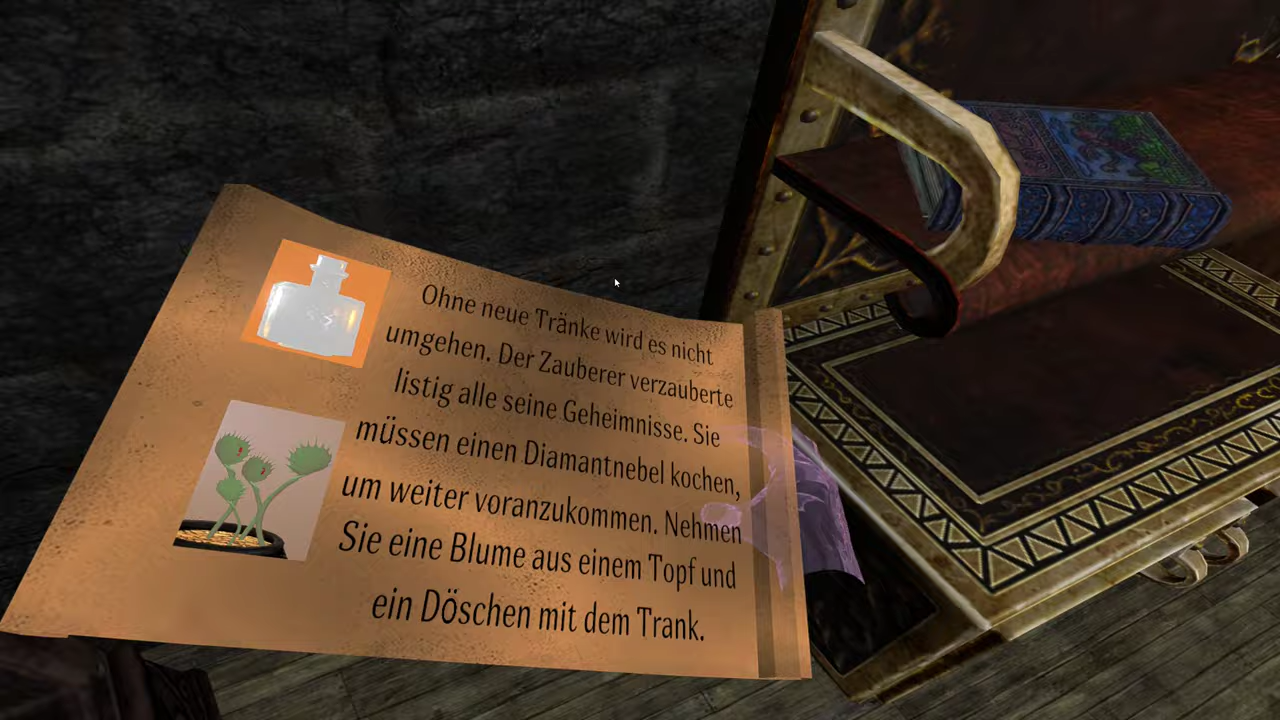 Ohne neue Tränke wird es nicht
umgehen. Der Zauberer verzauberte
listig alle seine Geheimnisse. Sie
müssen einen Diamantnebel kochen,
um weiter voranzukommen. Nehmen
Sie eine Blume aus einem Topf und
ein Döschen mit dem Trank.